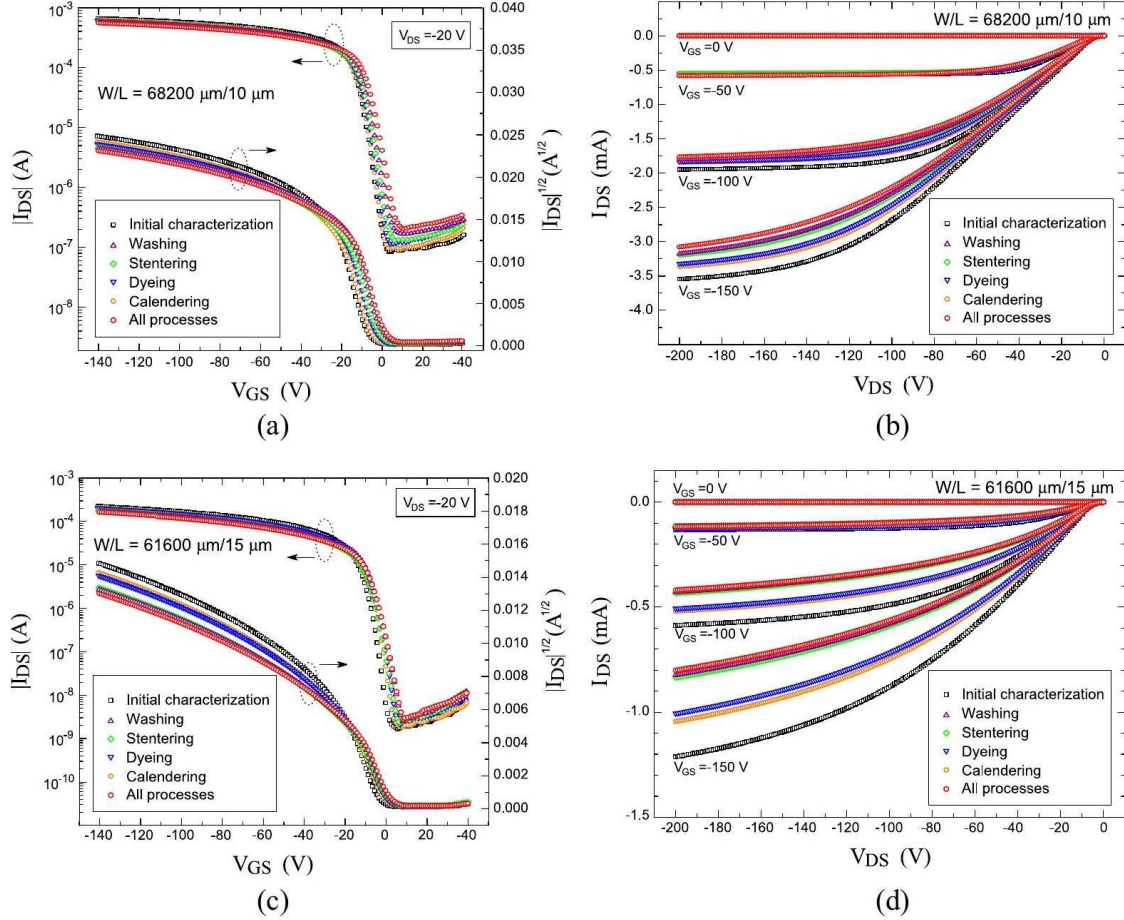 V_DS =-20 V
W/L = 68200 μm/10 μm
Initial characterization
Washing
Stentering
Dyeing
Calendering
All processes
|I_DS| (A)
10^-3
10^-4
10^-5
10^-6
10^-7
10^-8
|I_DS|^1/2 (A^1/2)
0.040
0.035
0.030
0.025
0.020
0.015
0.010
0.005
0.000
-140 -120 -100 -80 -60 -40 -20 0 20 40
V_GS (V)
(a)
W/L = 68200 μm/10 μm
V_GS =0 V
V_GS =-50 V
V_GS =-100 V
V_GS =-150 V
Initial characterization
Washing
Stentering
Dyeing
Calendering
All processes
I_DS (mA)
0.0
-0.5
-1.0
-1.5
-2.0
-2.5
-3.0
-3.5
-4.0
-200 -180 -160 -140 -120 -100 -80 -60 -40 -20 0
V_DS (V)
(b)
V_DS =-20 V
W/L = 61600 μm/15 μm
Initial characterization
Washing
Stentering
Dyeing
Calendering
All processes
|I_DS| (A)
10^-3
10^-4
10^-5
10^-6
10^-7
10^-8
10^-9
10^-10
|I_DS|^1/2 (A^1/2)
0.020
0.018
0.016
0.014
0.012
0.010
0.008
0.006
0.004
0.002
0.000
-140 -120 -100 -80 -60 -40 -20 0 20 40
V_GS (V)
(c)
V_GS =0 V
W/L = 61600 μm/15 μm
V_GS =-50 V
V_GS =-100 V
V_GS =-150 V
Initial characterization
Washing
Stentering
Dyeing
Calendering
All processes
I_DS (mA)
0.0
-0.5
-1.0
-1.5
-200 -180 -160 -140 -120 -100 -80 -60 -40 -20 0
V_DS (V)
(d)